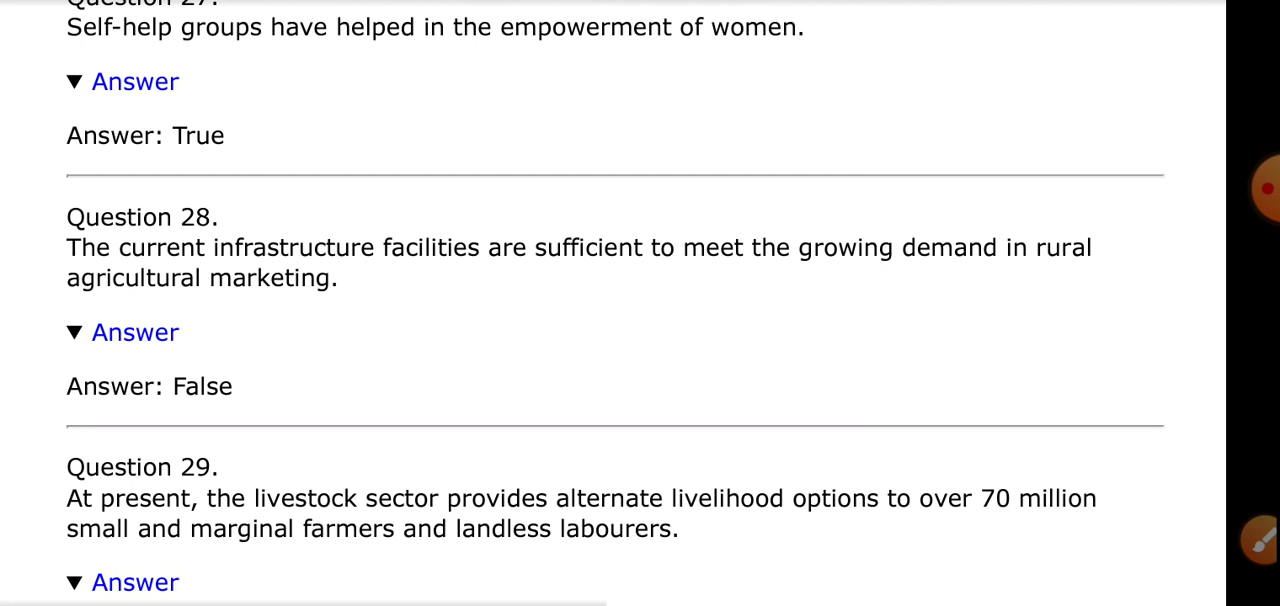 Question 27.
Self-help groups have helped in the empowerment of women.
▼ Answer
Answer: True
Question 28.
The current infrastructure facilities are sufficient to meet the growing demand in rural
agricultural marketing.
▼ Answer
Answer: False
Question 29.
At present, the livestock sector provides alternate livelihood options to over 70 million
small and marginal farmers and landless labourers.
▼ Answer